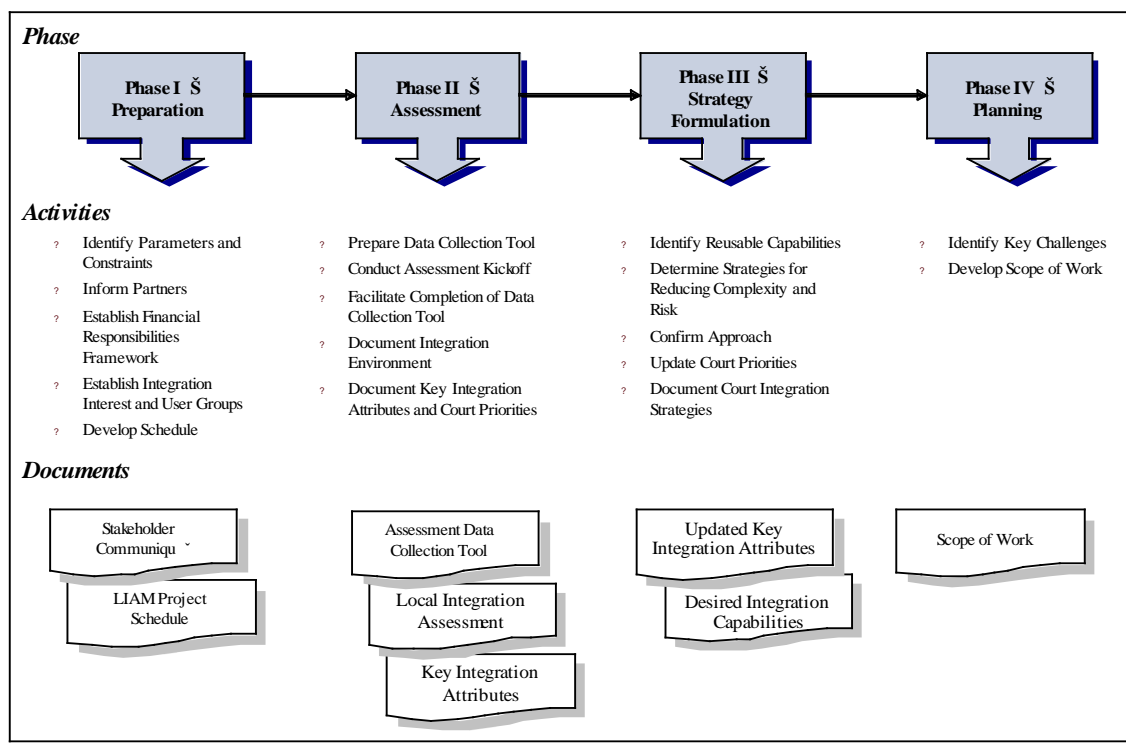 Phase
Phase I Š
Preparation
Phase II Š
Assessment
Phase III Š
Strategy
Formulation
Phase IV Š
Planning
Activities
? Identify Parameters and
Constraints
? Inform Partners
? Establish Financial
Responsibilities
Framework
? Establish Integration
Interest and User Groups
? Develop Schedule
? Prepare Data Collection Tool
? Conduct Assessment Kickoff
? Facilitate Completion of Data
Collection Tool
? Document Integration
Environment
? Document Key Integration
Attributes and Court Priorities
? Identify Reusable Capabilities
? Determine Strategies for
Reducing Complexity and
Risk
? Confirm Approach
? Update Court Priorities
? Document Court Integration
Strategies
? Identify Key Challenges
? Develop Scope of Work
Documents
Stakeholder
Communiqu ˇ
LIAM Project
Schedule
Assessment Data
Collection Tool
Local Integration
Assessment
Key Integration
Attributes
Updated Key
Integration Attributes
Desired Integration
Capabilities
Scope of Work